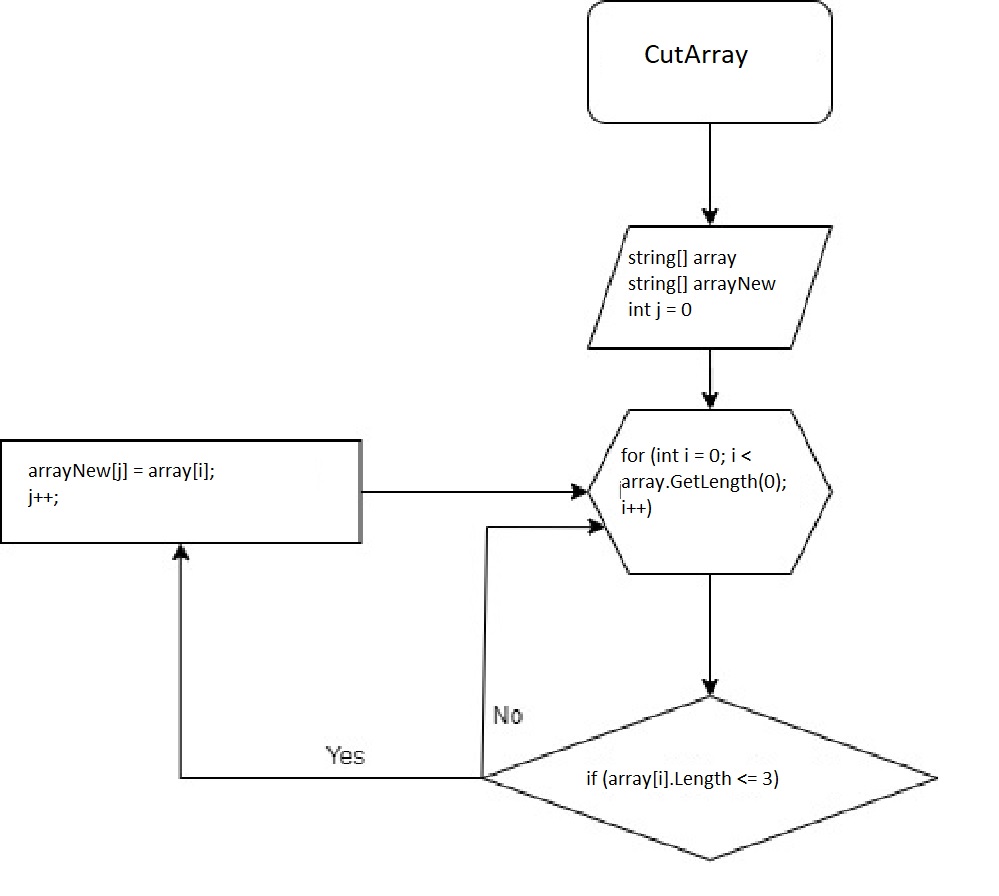 CutArray
string[] array
string[] arrayNew
int j = 0
for (int i = 0; i <
array.GetLength(0);
i++)
arrayNew[j] = array[i];
j++;
No
Yes
if (array[i].Length <= 3)